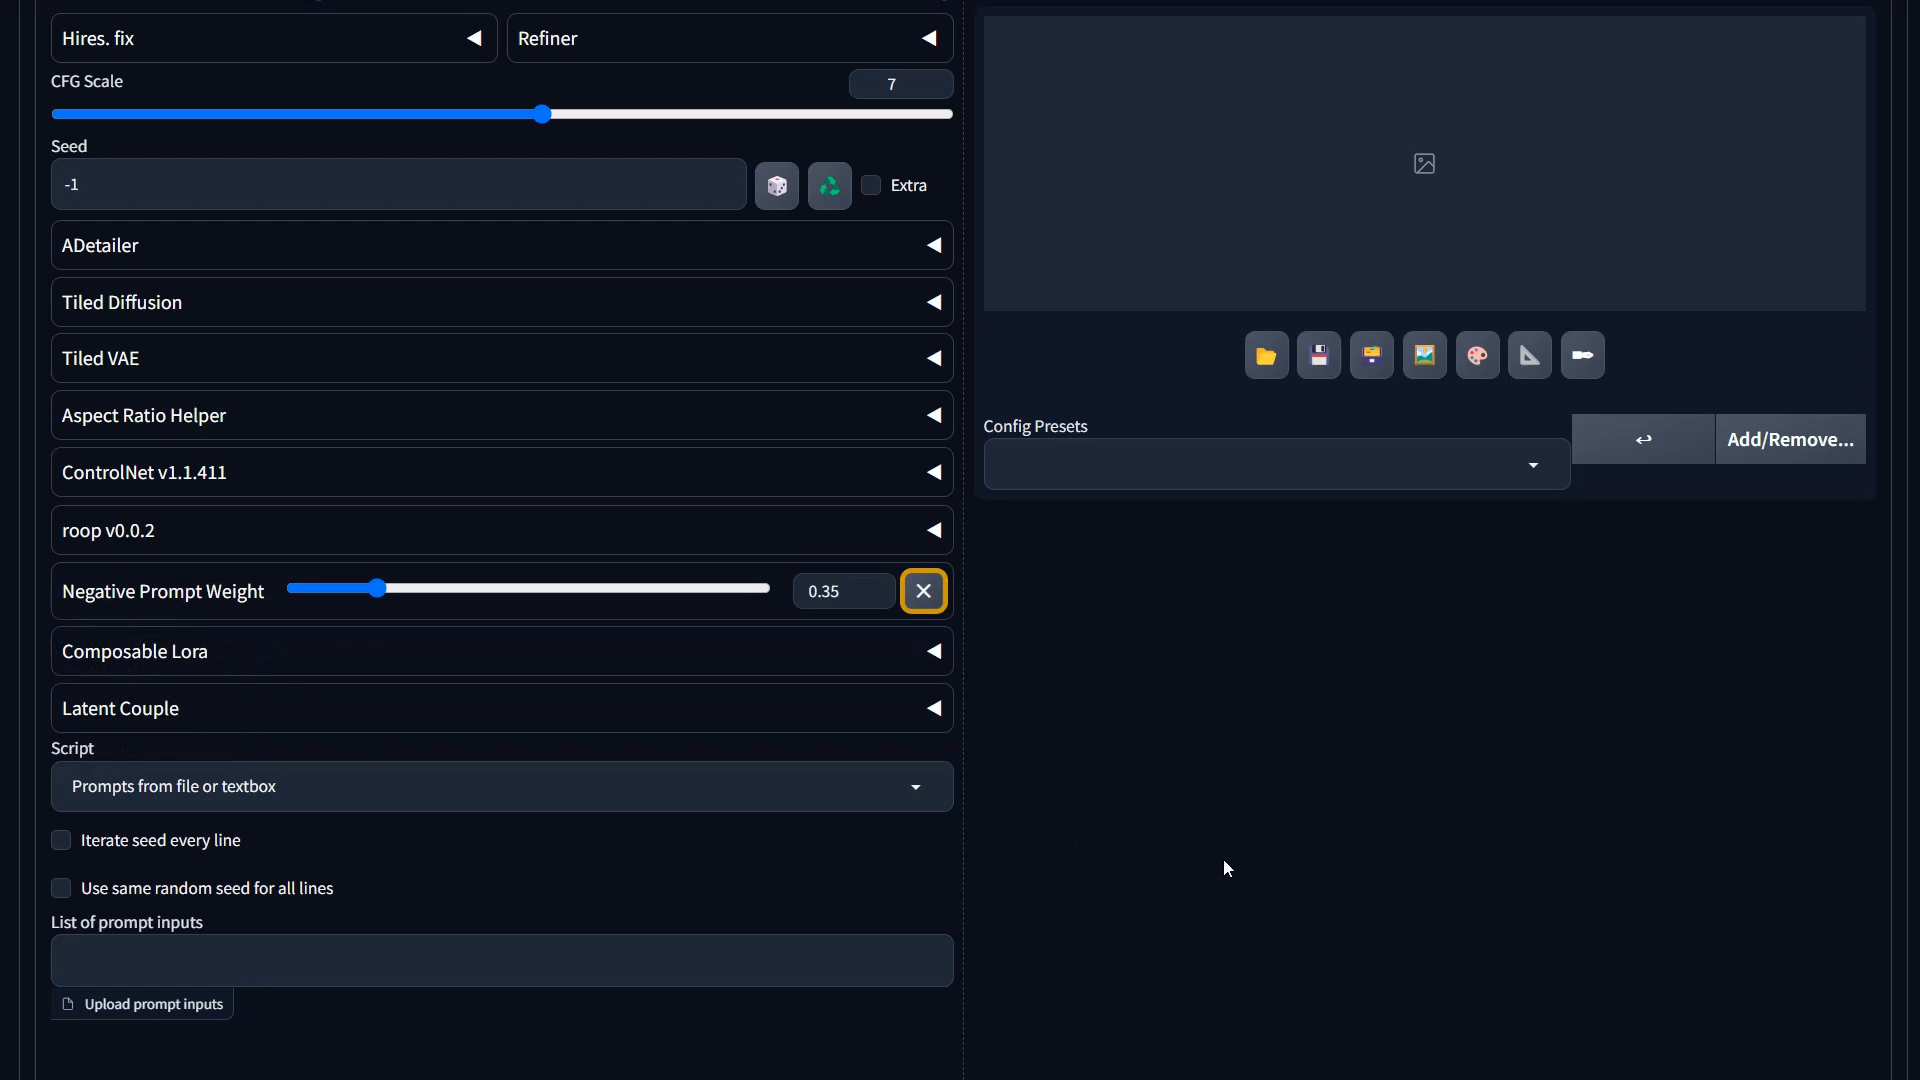 Hires. fix
Refiner
CFG Scale
7
Seed
-1
Extra
ADetailer
Tiled Diffusion
Tiled VAE
Aspect Ratio Helper
ControlNet v1.1.411
roop v0.0.2
Negative Prompt Weight
0.35
Composable Lora
Latent Couple
Script
Prompts from file or textbox
Iterate seed every line
Use same random seed for all lines
List of prompt inputs
Upload prompt inputs
Config Presets
Add/Remove...